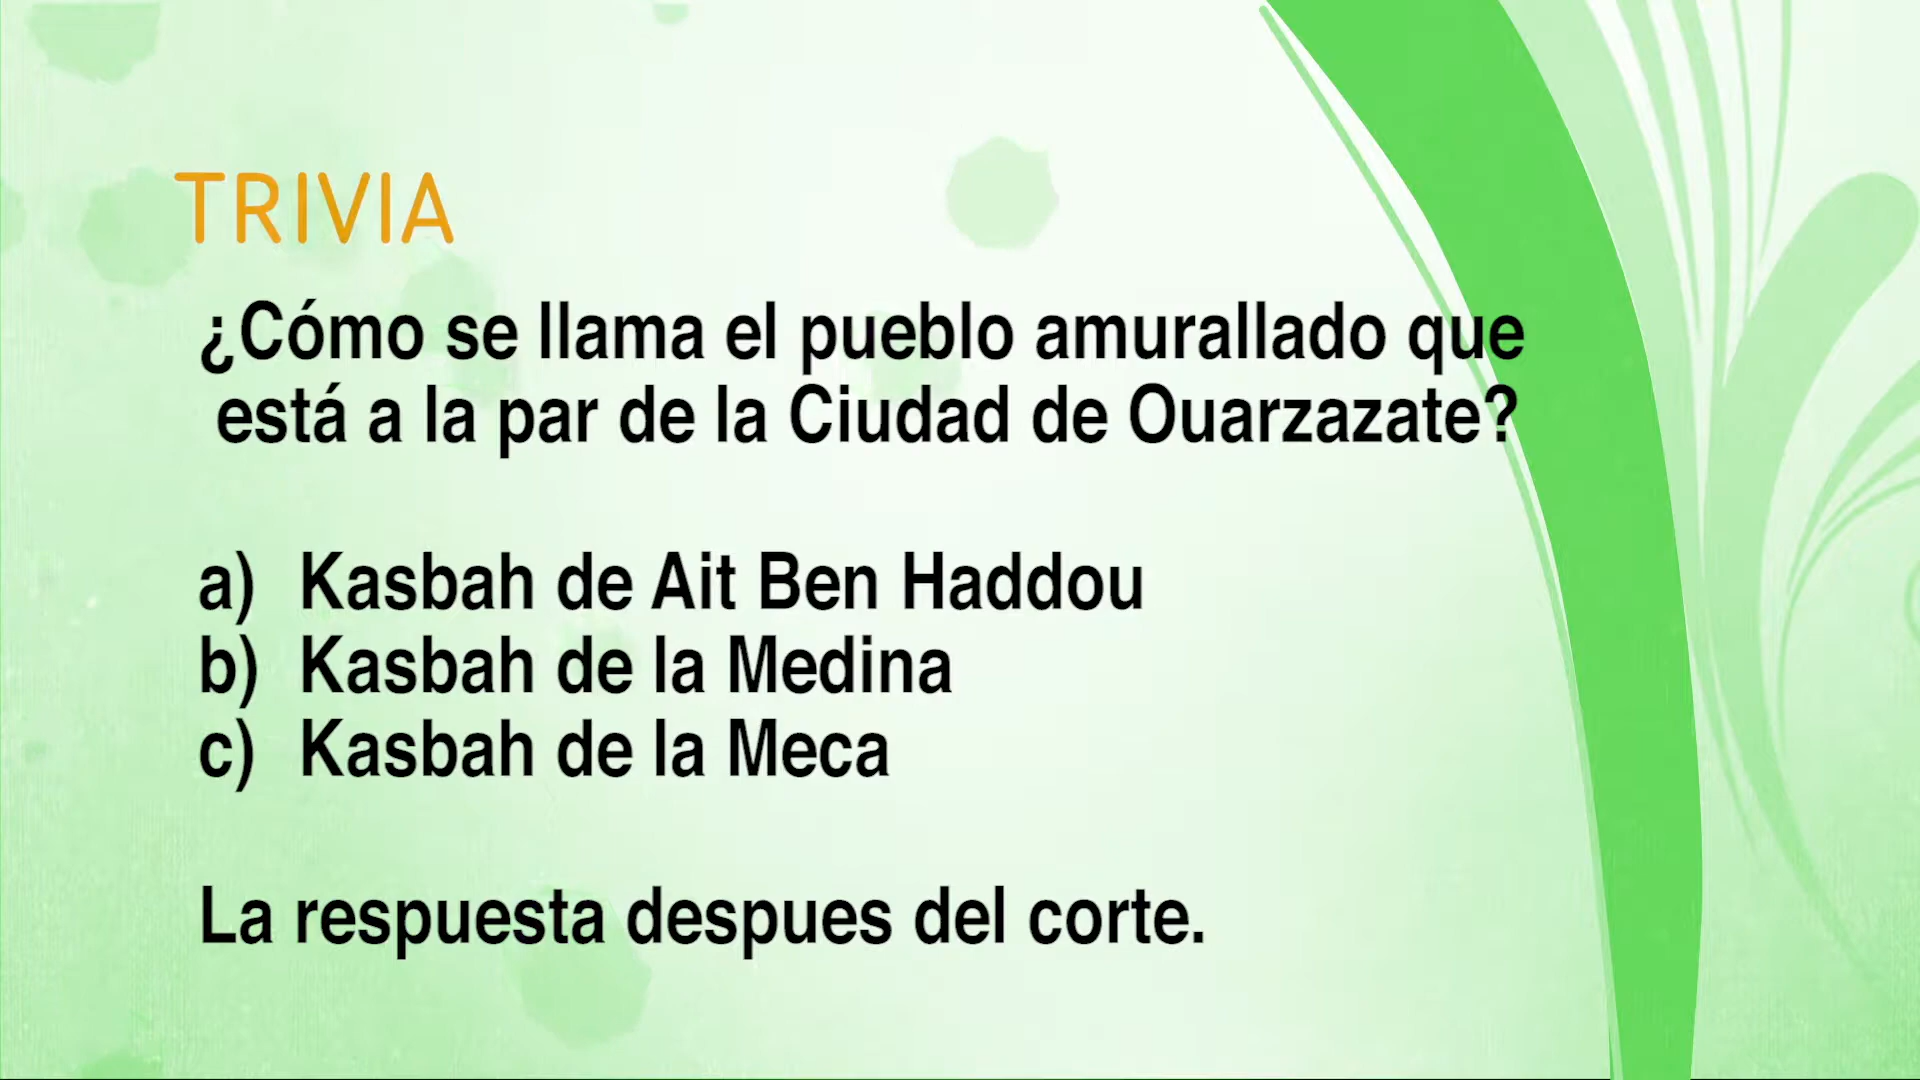 TRIVIA
¿Cómo se llama el pueblo amurallado que
está a la par de la Ciudad de Ouarzazate?
a) Kasbah de Ait Ben Haddou
b) Kasbah de la Medina
c) Kasbah de la Meca
La respuesta despues del corte.